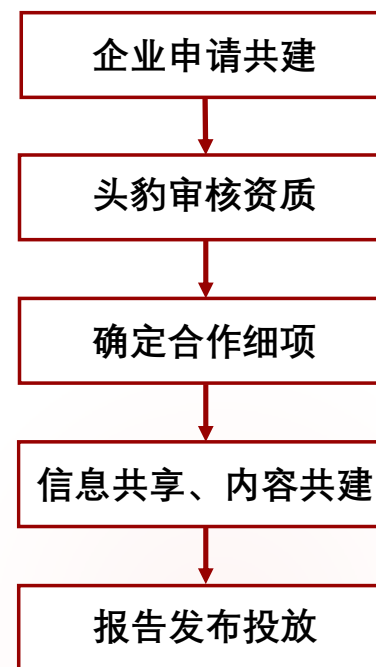 企业申请共建
头豹审核资质
确定合作细项
信息共享、内容共建
报告发布投放